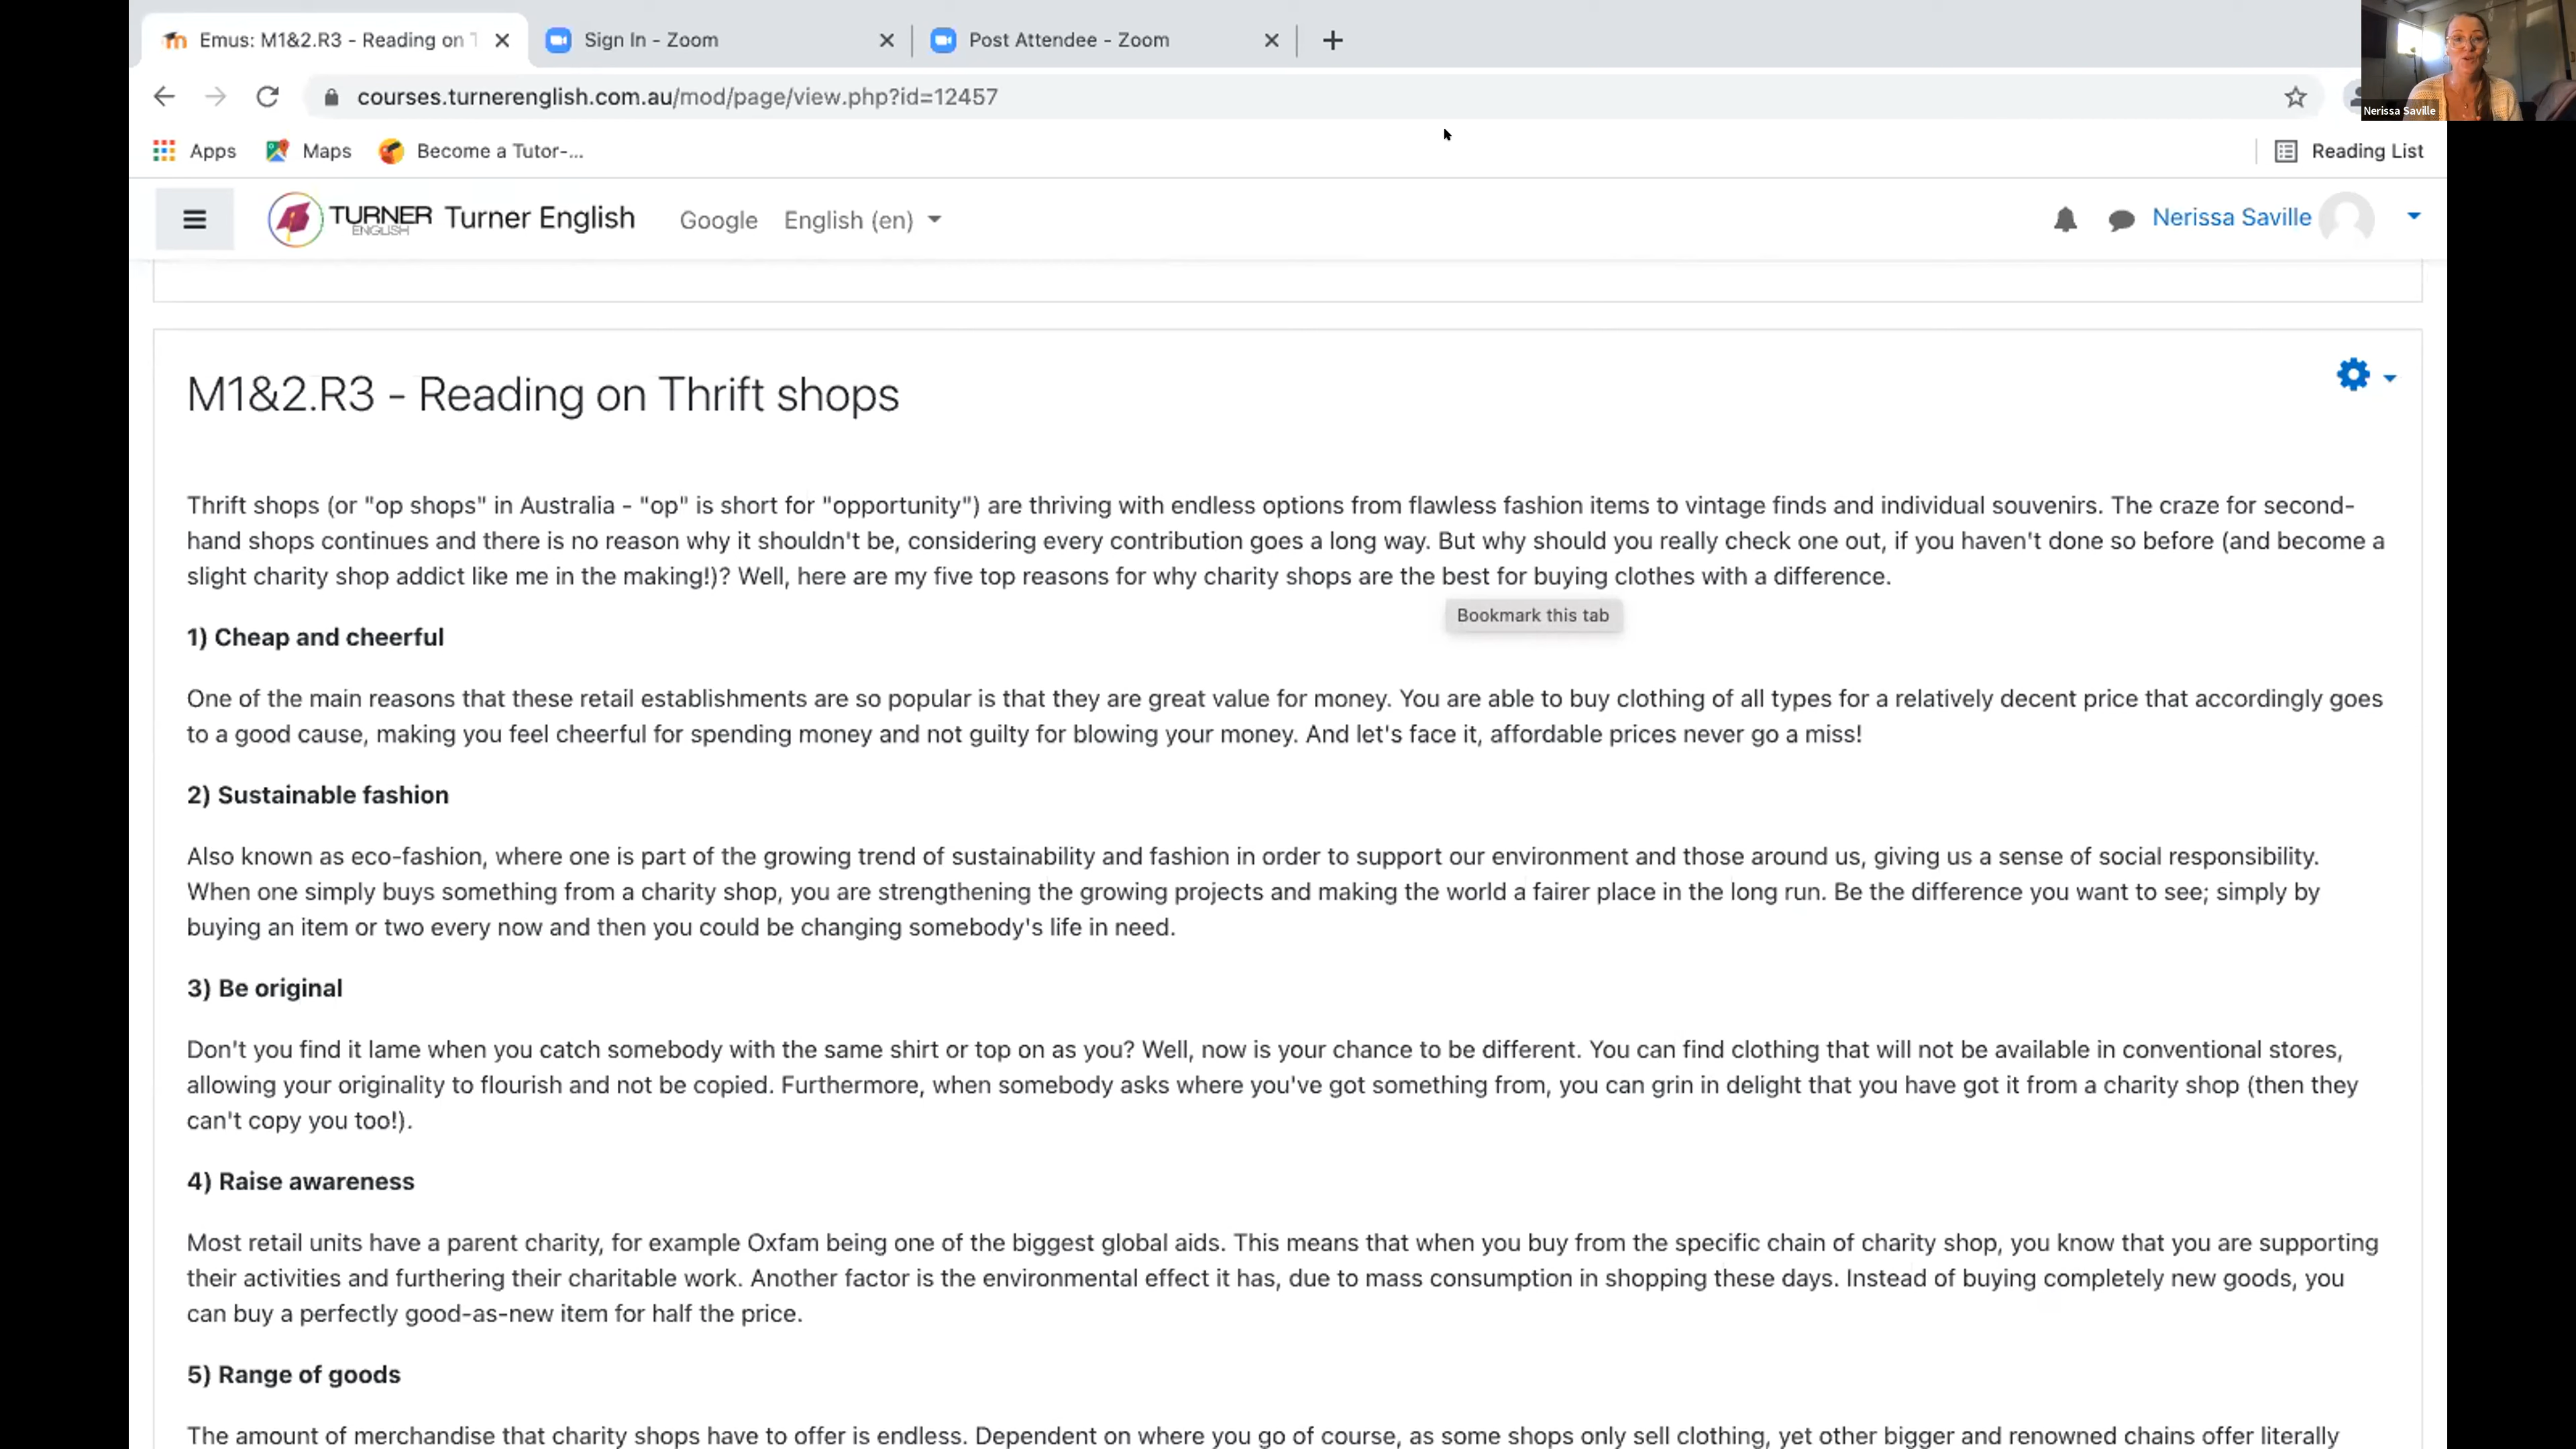 Emus: M1&2.R3 - Reading on T
Sign In - Zoom
Post Attendee - Zoom
courses.turnerenglish.com.au/mod/page/view.php?id=12457
Nerissa Saville
Apps
Maps
Become a Tutor-...
Reading List
TURNER
ENGLISH
Turner English
Google
English (en)
Nerissa Saville
M1&2.R3 - Reading on Thrift shops
Thrift shops (or "op shops" in Australia - "op" is short for "opportunity") are thriving with endless options from flawless fashion items to vintage finds and individual souvenirs. The craze for second-
hand shops continues and there is no reason why it shouldn't be, considering every contribution goes a long way. But why should you really check one out, if you haven't done so before (and become a
slight charity shop addict like me in the making!)? Well, here are my five top reasons for why charity shops are the best for buying clothes with a difference.
Bookmark this tab
1) Cheap and cheerful
One of the main reasons that these retail establishments are so popular is that they are great value for money. You are able to buy clothing of all types for a relatively decent price that accordingly goes
to a good cause, making you feel cheerful for spending money and not guilty for blowing your money. And let's face it, affordable prices never go a miss!
2) Sustainable fashion
Also known as eco-fashion, where one is part of the growing trend of sustainability and fashion in order to support our environment and those around us, giving us a sense of social responsibility.
When one simply buys something from a charity shop, you are strengthening the growing projects and making the world a fairer place in the long run. Be the difference you want to see; simply by
buying an item or two every now and then you could be changing somebody's life in need.
3) Be original
Don't you find it lame when you catch somebody with the same shirt or top on as you? Well, now is your chance to be different. You can find clothing that will not be available in conventional stores,
allowing your originality to flourish and not be copied. Furthermore, when somebody asks where you've got something from, you can grin in delight that you have got it from a charity shop (then they
can't copy you too!).
4) Raise awareness
Most retail units have a parent charity, for example Oxfam being one of the biggest global aids. This means that when you buy from the specific chain of charity shop, you know that you are supporting
their activities and furthering their charitable work. Another factor is the environmental effect it has, due to mass consumption in shopping these days. Instead of buying completely new goods, you
can buy a perfectly good-as-new item for half the price.
5) Range of goods
The amount of merchandise that charity shops have to offer is endless. Dependent on where you go of course, as some shops only sell clothing, yet other bigger and renowned chains offer literally